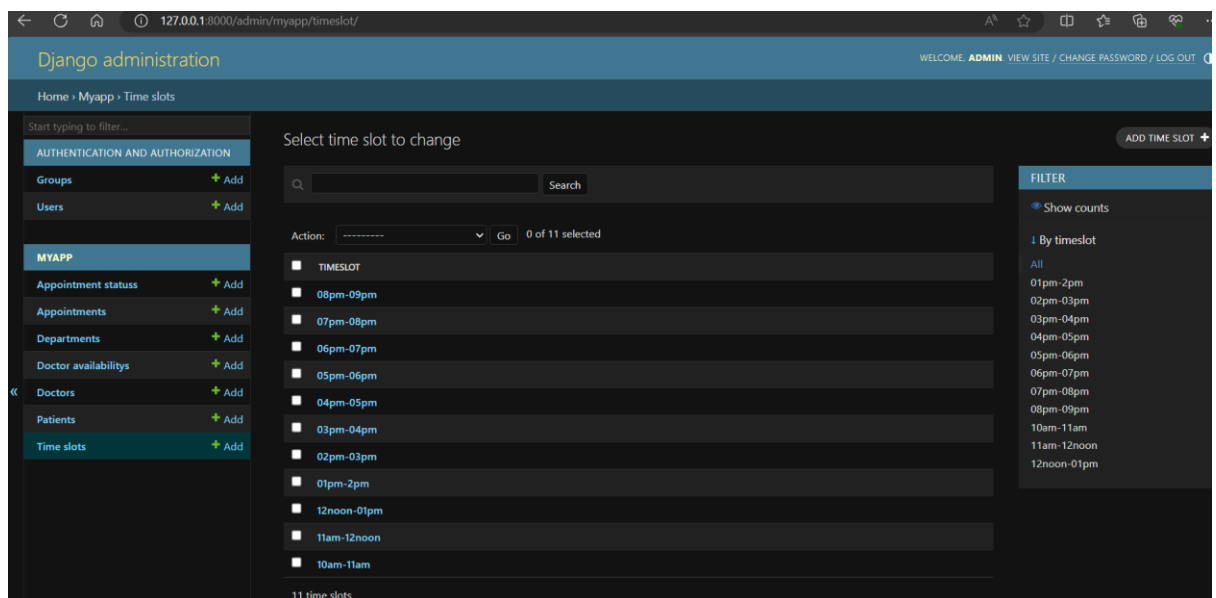 127.0.0.1:8000/admin/myapp/timeslot/
Django administration
WELCOME, ADMIN. VIEW SITE / CHANGE PASSWORD / LOG OUT
Home › Myapp › Time slots
Start typing to filter...
AUTHENTICATION AND AUTHORIZATION
Groups + Add
Users + Add
MYAPP
Appointment statuss + Add
Appointments + Add
Departments + Add
Doctor availabilitys + Add
Doctors + Add
Patients + Add
Time slots + Add
«
Select time slot to change
ADD TIME SLOT +
Search
Action: --------- Go 0 of 11 selected
TIMESLOT
08pm-09pm
07pm-08pm
06pm-07pm
05pm-06pm
04pm-05pm
03pm-04pm
02pm-03pm
01pm-2pm
12noon-01pm
11am-12noon
10am-11am
11 time slots
FILTER
Show counts
↓ By timeslot
All
01pm-2pm
02pm-03pm
03pm-04pm
04pm-05pm
05pm-06pm
06pm-07pm
07pm-08pm
08pm-09pm
10am-11am
11am-12noon
12noon-01pm